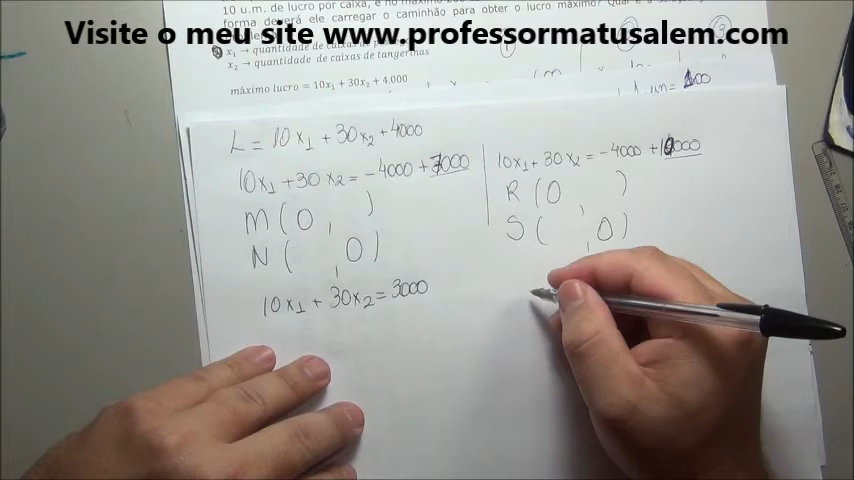 10 u.m. de lucro por caixa, e no máximo
forma deverá ele carregar o caminhão para obter o lucro máximo? Qual é a
Visite o meu site www.professormatusalem.com
x₁ → quantidade de caixas de
x₂ → quantidade de caixas de tangerinas
máximo lucro = 10x₁ + 30x₂ + 4.000
L = 10x₁ + 30x₂ + 4000
10x₁ + 30x₂ = -4000 + 7000
M (0, )
N ( , 0)
10x₁ + 30x₂ = 3000
10x₁ + 30x₂ = -4000 + 10000
R (0, )
S ( , 0)